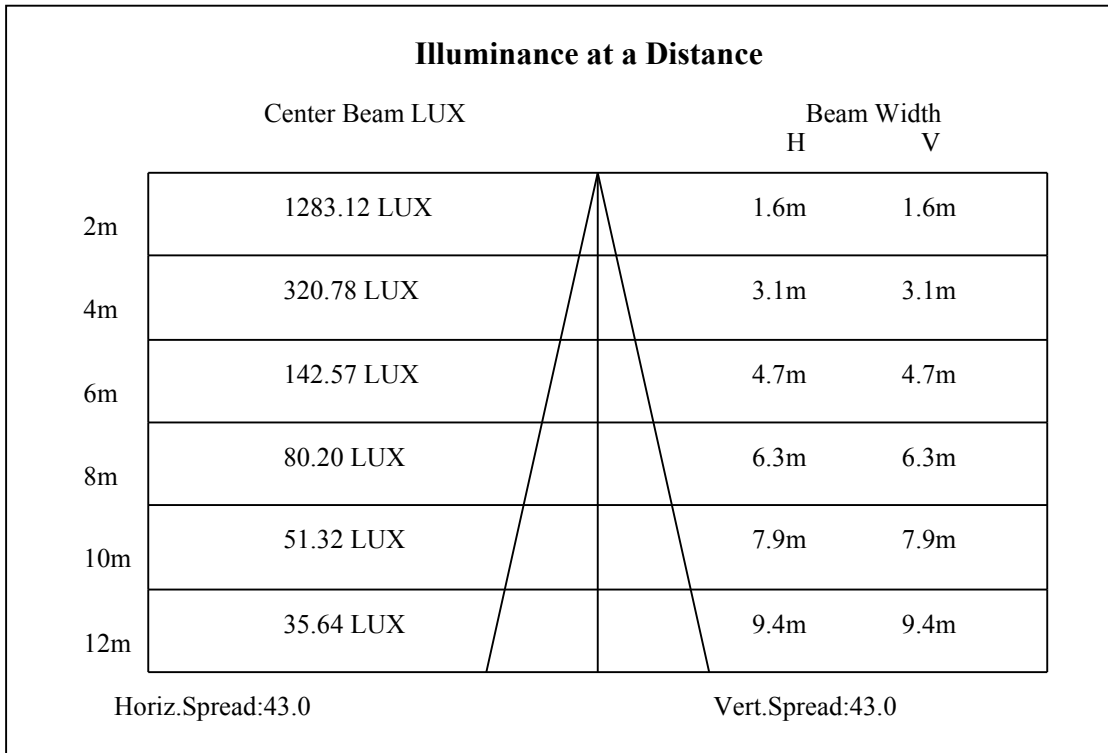 Illuminance at a Distance
Center Beam LUX Beam Width
H V
2m 1283.12 LUX 1.6m 1.6m
4m 320.78 LUX 3.1m 3.1m
6m 142.57 LUX 4.7m 4.7m
8m 80.20 LUX 6.3m 6.3m
10m 51.32 LUX 7.9m 7.9m
12m 35.64 LUX 9.4m 9.4m
Horiz.Spread:43.0 Vert.Spread:43.0